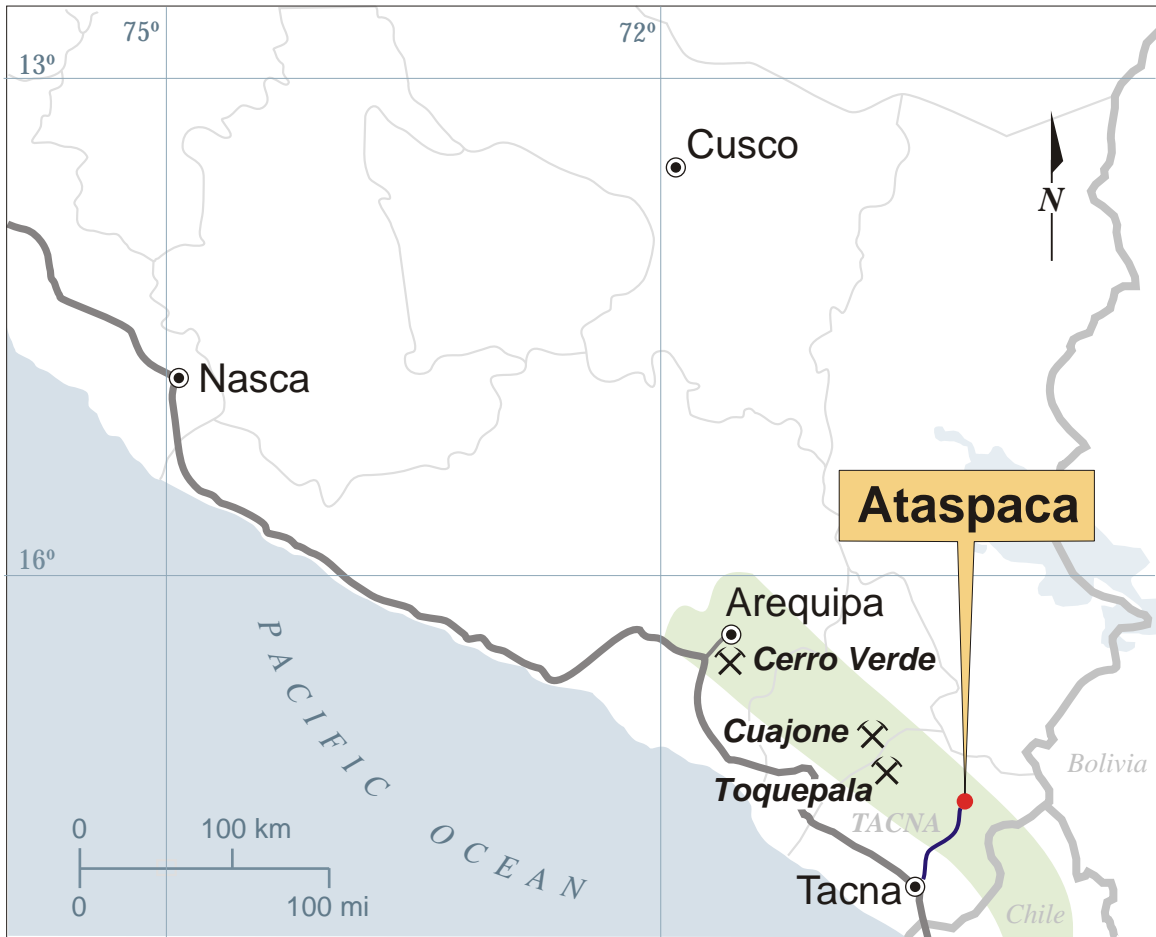 75º
72º
13º
Cusco
N
Nasca
Ataspaca
16º
Arequipa
Cerro Verde
PACIFIC OCEAN
Cuajone
Bolivia
Toquepala
TACNA
0 100 km
0 100 mi
Tacna
Chile